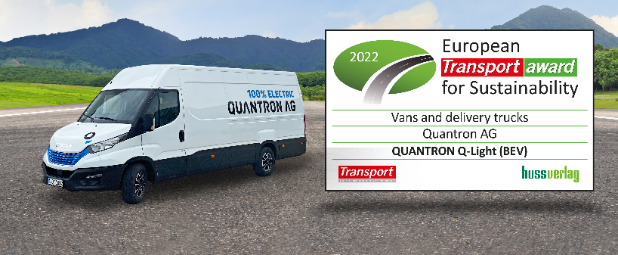 100% ELECTRIC
QUANTRON AG
2022
European
Transport award
for Sustainability
Vans and delivery trucks
Quantron AG
QUANTRON Q-Light (BEV)
Transport
hussverlag